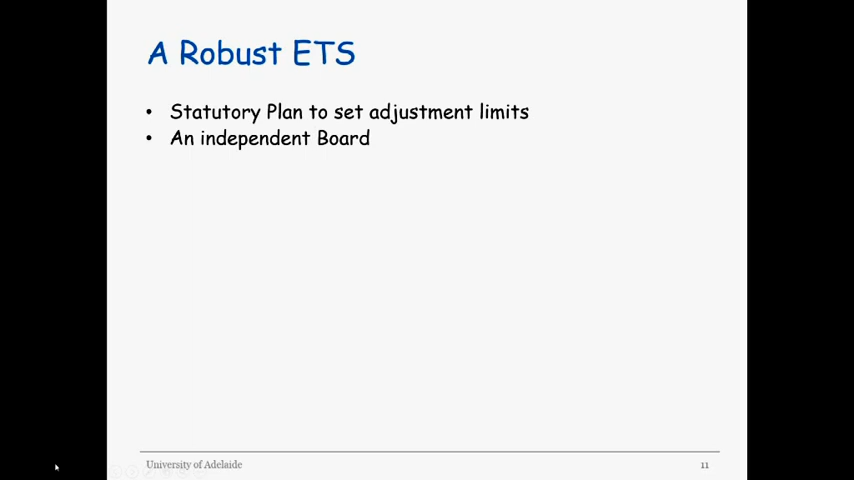 A Robust ETS
• Statutory Plan to set adjustment limits
• An independent Board
University of Adelaide
11